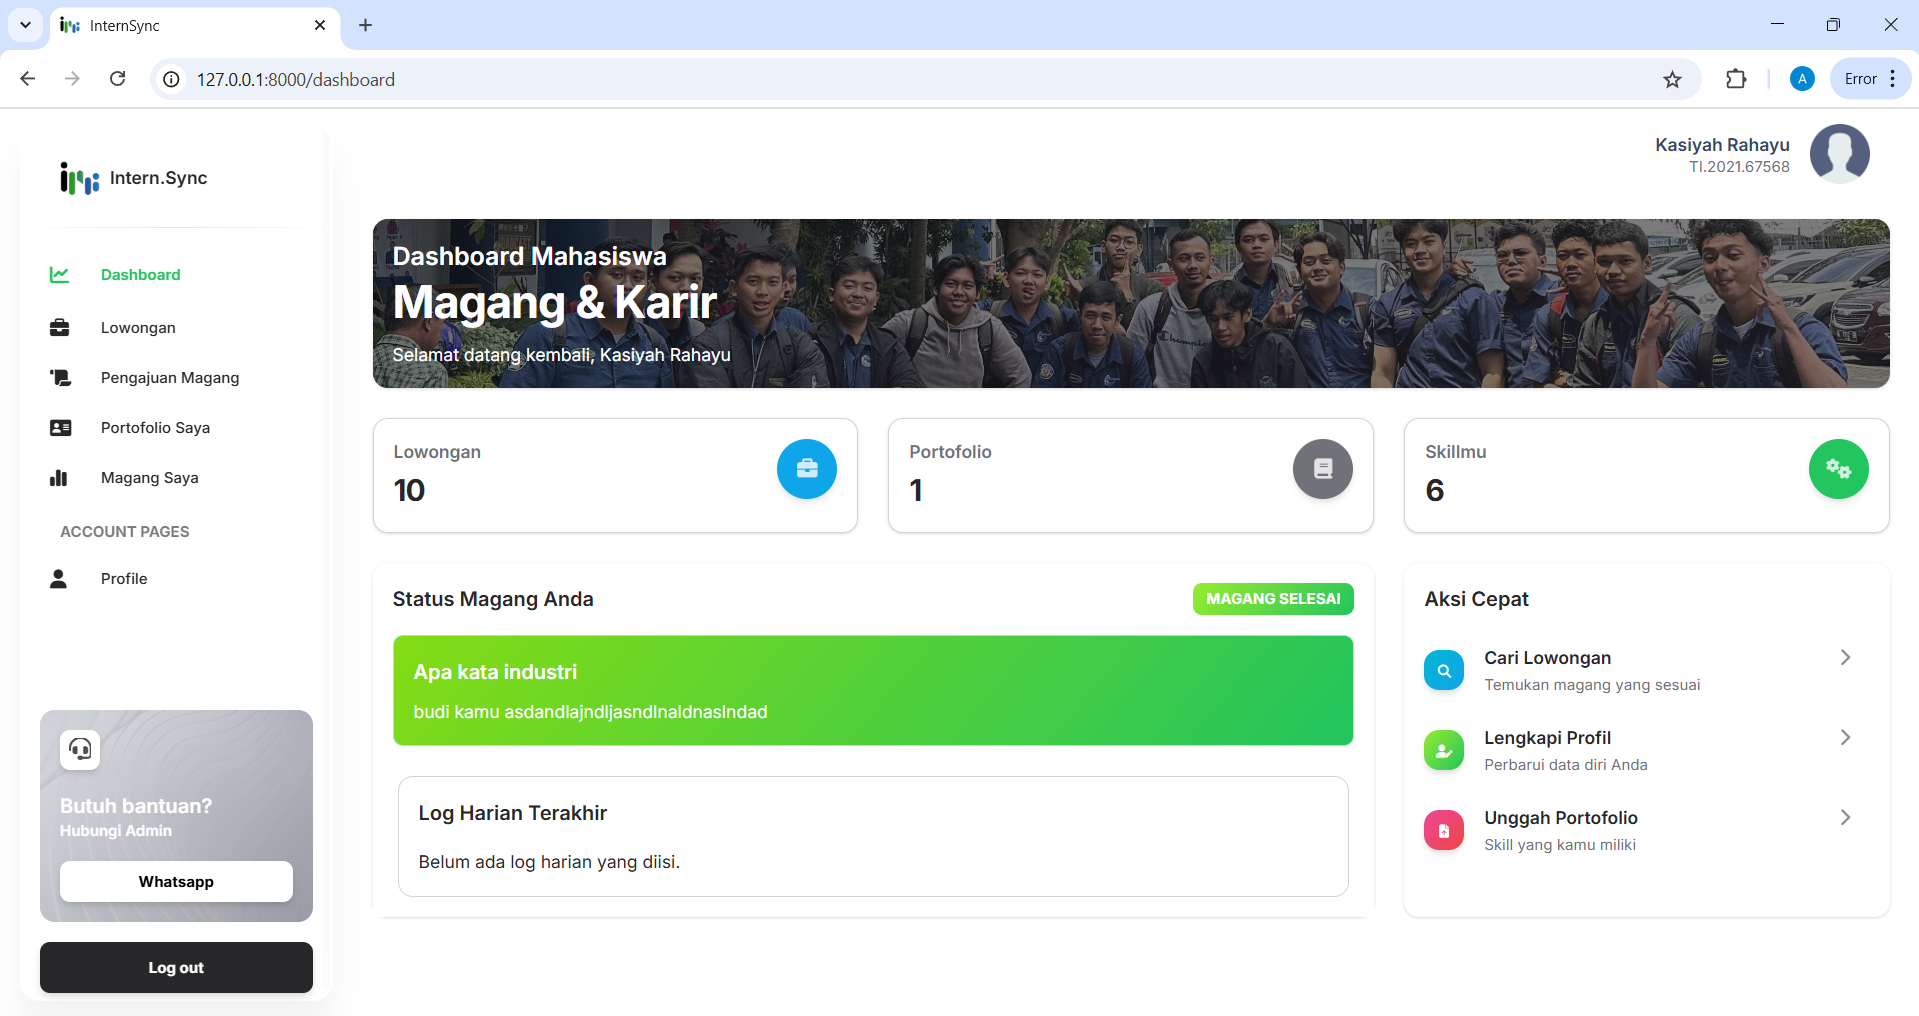 InternSync
127.0.0.1:8000/dashboard
A
Error
Intern.Sync
Kasiyah Rahayu
TI.2021.67568
Dashboard
Lowongan
Pengajuan Magang
Portofolio Saya
Magang Saya
ACCOUNT PAGES
Profile
Butuh bantuan?
Hubungi Admin
Whatsapp
Log out
Dashboard Mahasiswa
Magang & Karir
Selamat datang kembali, Kasiyah Rahayu
Lowongan
10
Portofolio
1
Skillmu
6
Status Magang Anda
MAGANG SELESAI
Apa kata industri
budi kamu asdandlajndljasndlnaldnaslndad
Log Harian Terakhir
Belum ada log harian yang diisi.
Aksi Cepat
Cari Lowongan
Temukan magang yang sesuai
Lengkapi Profil
Perbarui data diri Anda
Unggah Portofolio
Skill yang kamu miliki